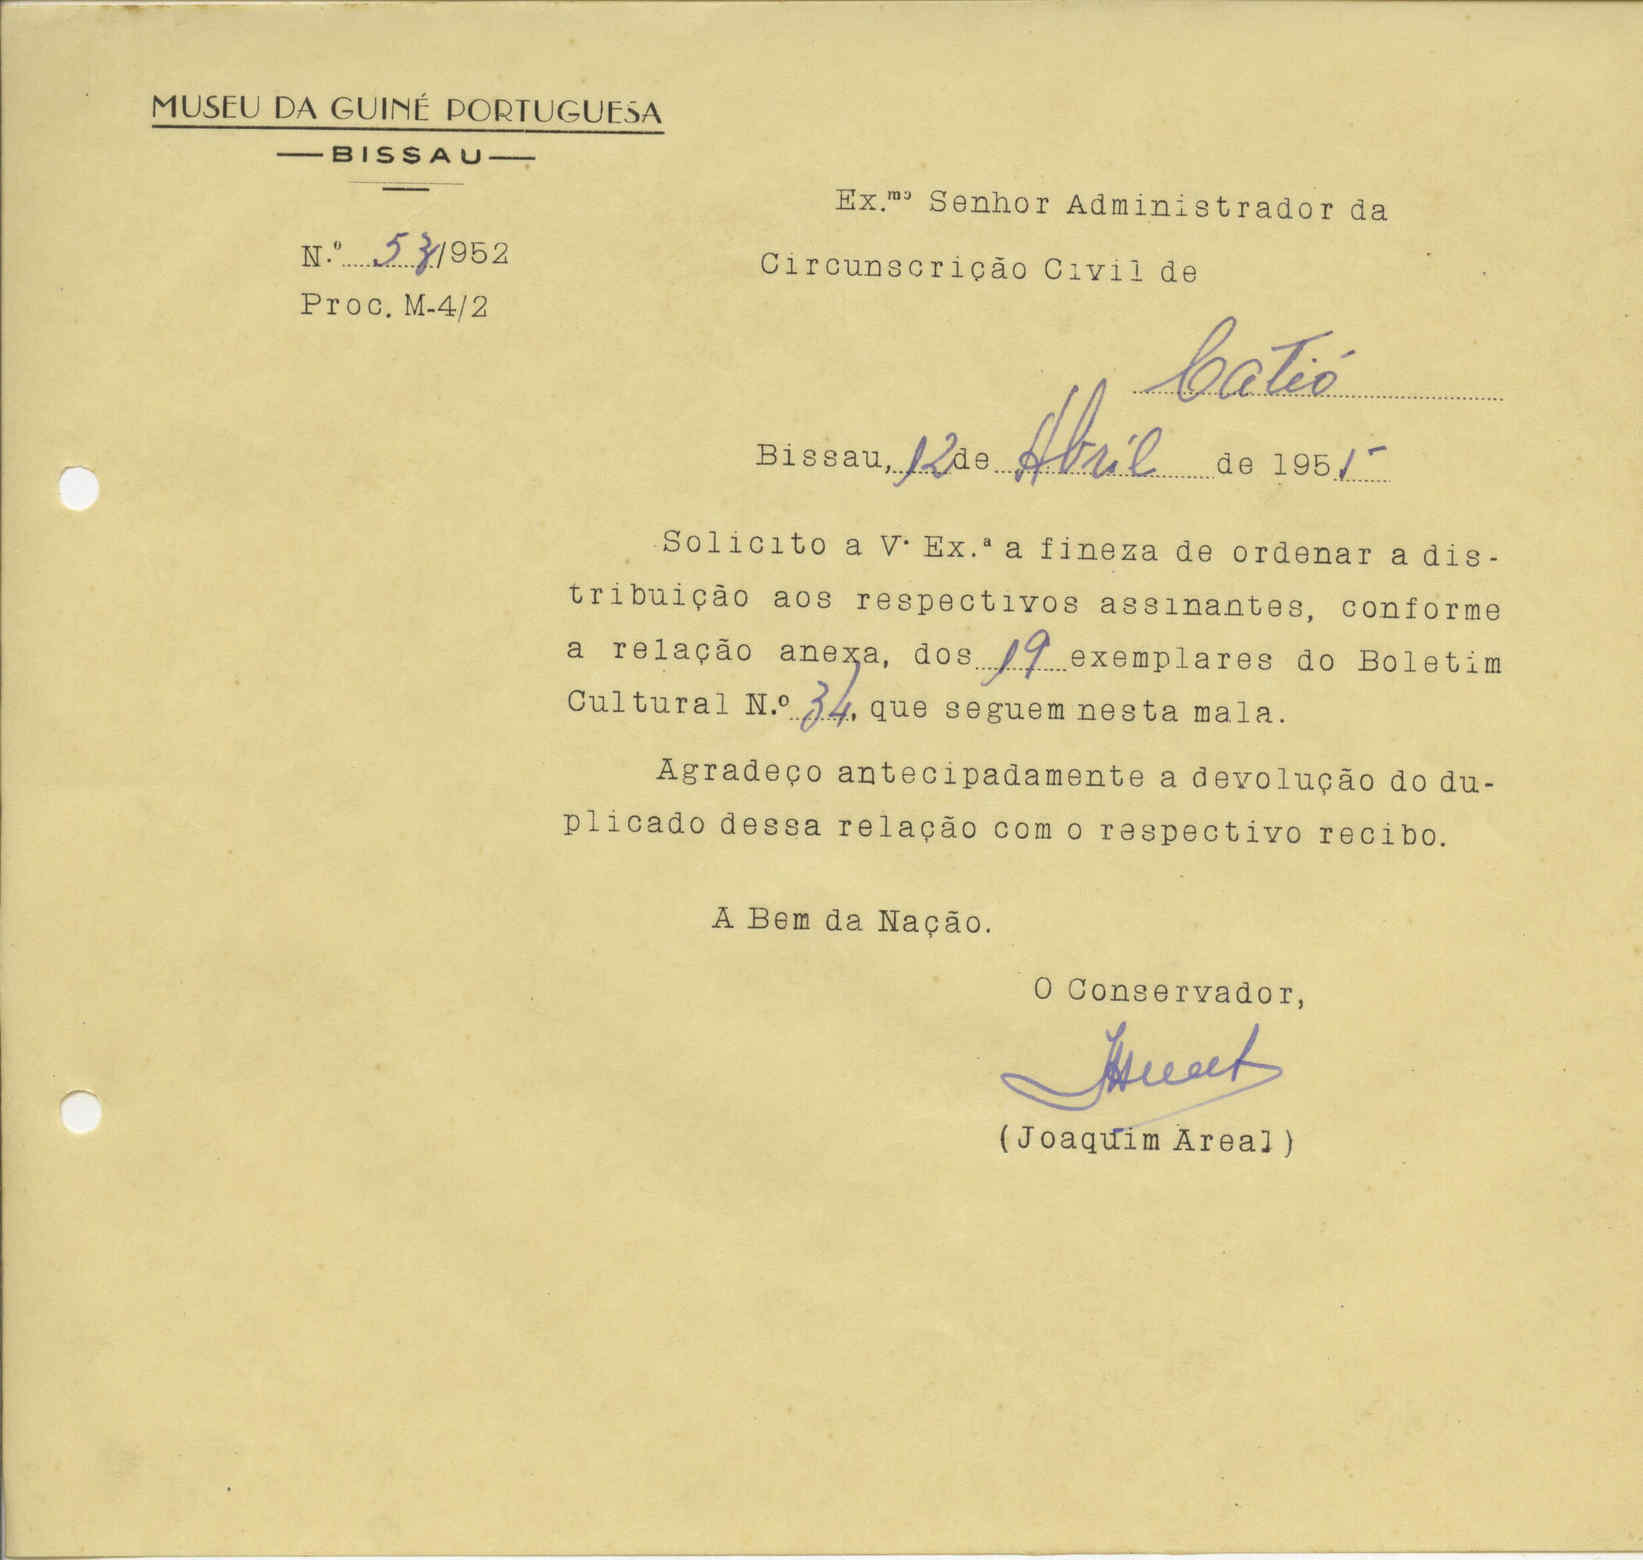 MUSEU DA GUINÉ PORTUGUESA
BISSAU
N.º 53/952
Proc. M-4/2
Ex.mo Senhor Administrador da
Circunscrição Civil de
Catió
Bissau, 12 de Abril de 1955
Solicito a V. Ex.ª a fineza de ordenar a dis-
tribuição aos respectivos assinantes, conforme
a relação anexa, dos 19 exemplares do Boletim
Cultural N.º 34, que seguem nesta mala.
Agradeço antecipadamente a devolução do du-
plicado dessa relação com o respectivo recibo.
A Bem da Nação.
O Conservador,
(Joaquim Areal)